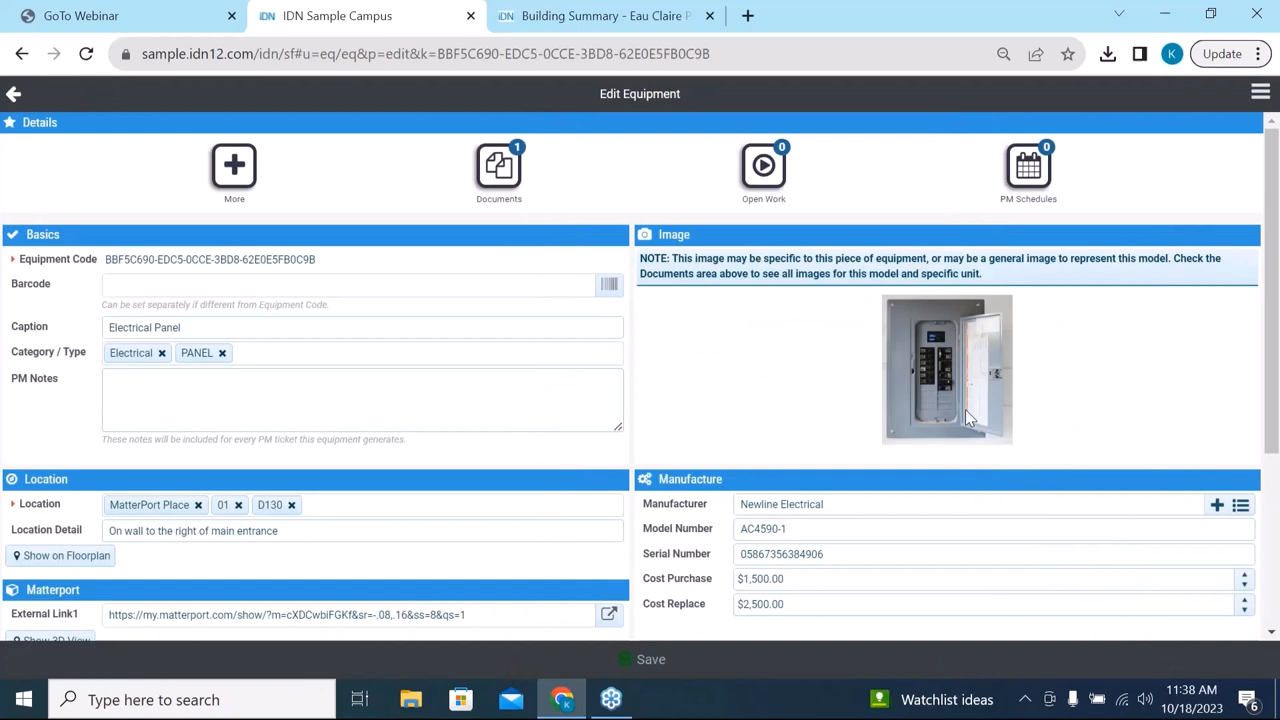 GoTo Webinar
iDN IDN Sample Campus
iDN Building Summary - Eau Claire P
sample.idn12.com/idn/sf#u=eq/eq&p=edit&k=BBF5C690-EDC5-0CCE-3BD8-62E0E5FB0C9B
K
Update
Edit Equipment
Details
1
0
0
More
Documents
Open Work
PM Schedules
Basics
Equipment Code BBF5C690-EDC5-0CCE-3BD8-62E0E5FB0C9B
Barcode
Can be set separately if different from Equipment Code.
Caption Electrical Panel
Category / Type Electrical PANEL
PM Notes
These notes will be included for every PM ticket this equipment generates.
Image
NOTE: This image may be specific to this piece of equipment, or may be a general image to represent this model. Check the
Documents area above to see all images for this model and specific unit.
Location
Location MatterPort Place 01 D130
Location Detail On wall to the right of main entrance
Show on Floorplan
Manufacture
Manufacturer Newline Electrical
Model Number AC4590-1
Serial Number 05867356384906
Cost Purchase $1,500.00
Cost Replace $2,500.00
Matterport
External Link1 https://my.matterport.com/show/?m=cXDCwbiFGKf&sr=-.08,.16&ss=8&qs=1
Show 3D View
Save
Type here to search
K
Watchlist ideas
11:38 AM
10/18/2023
6